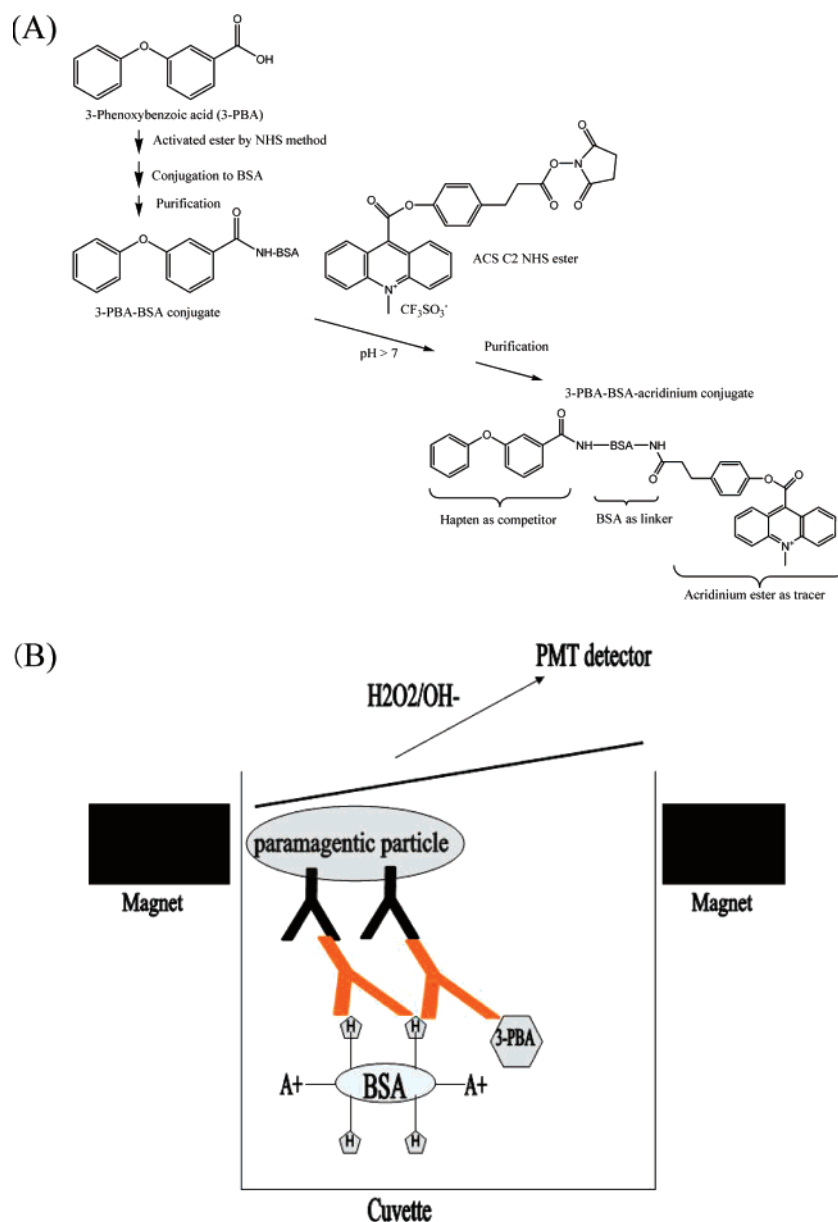 (A)
O
O
OH
3-Phenoxybenzoic acid (3-PBA)
Activated ester by NHS method
Conjugation to BSA
Purification
O
O
NH-BSA
3-PBA-BSA conjugate
O
O
O
O
N
O
O
O
N+
CF3SO3-
ACS C2 NHS ester
pH > 7
Purification
3-PBA-BSA-acridinium conjugate
O
O
NH—BSA—NH
O
O
O
N+
Hapten as competitor
BSA as linker
Acridinium ester as tracer
(B)
PMT detector
H2O2/OH-
paramagentic particle
Magnet
Magnet
H
H
3-PBA
A+
BSA
A+
H
H
Cuvette